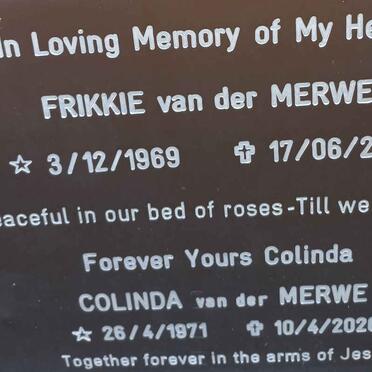 In Loving Memory of My He
FRIKKIE van der MERWE
☆ 3/12/1969 ✞ 17/06/2
eaceful in our bed of roses-Till we
Forever Yours Colinda
COLINDA van der MERWE
☆ 26/4/1971 ✞ 10/4/2020
Together forever in the arms of Jes